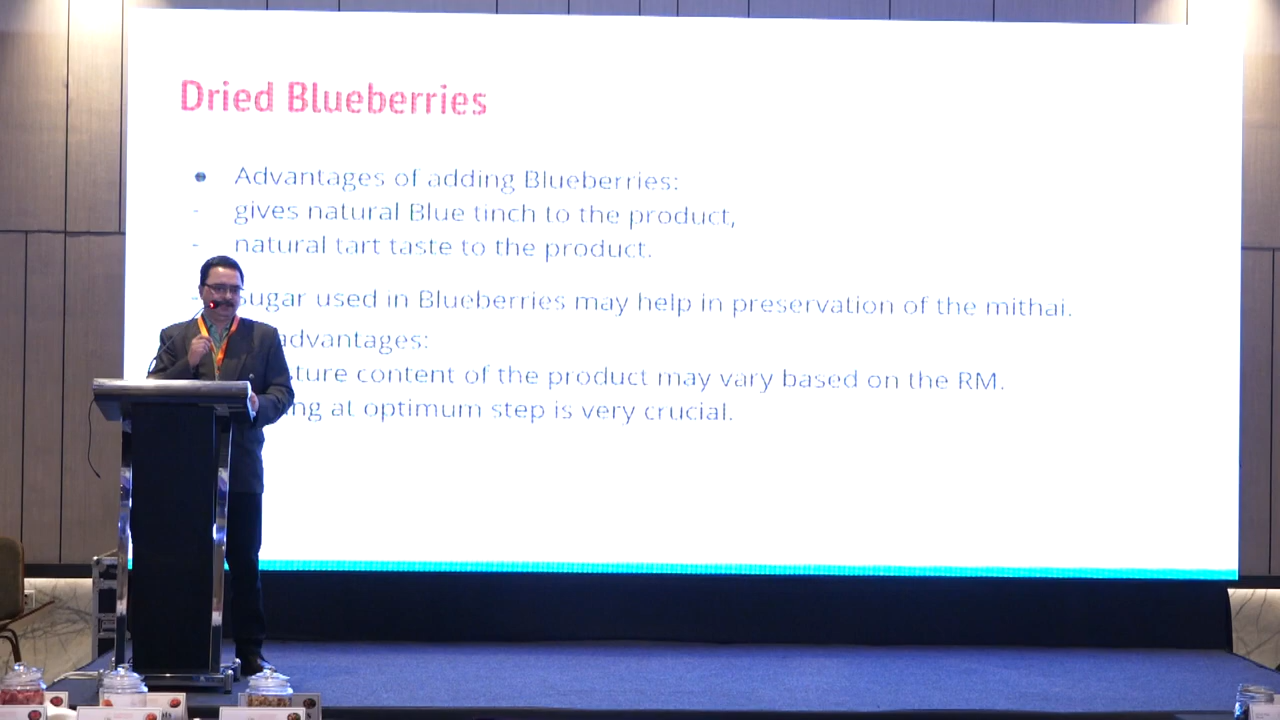 Dried Blueberries
● Advantages of adding Blueberries:
- gives natural Blue tinch to the product,
- natural tart taste to the product.
- sugar used in Blueberries may help in preservation of the mithai.
advantages:
content of the product may vary based on the RM.
at optimum step is very crucial.